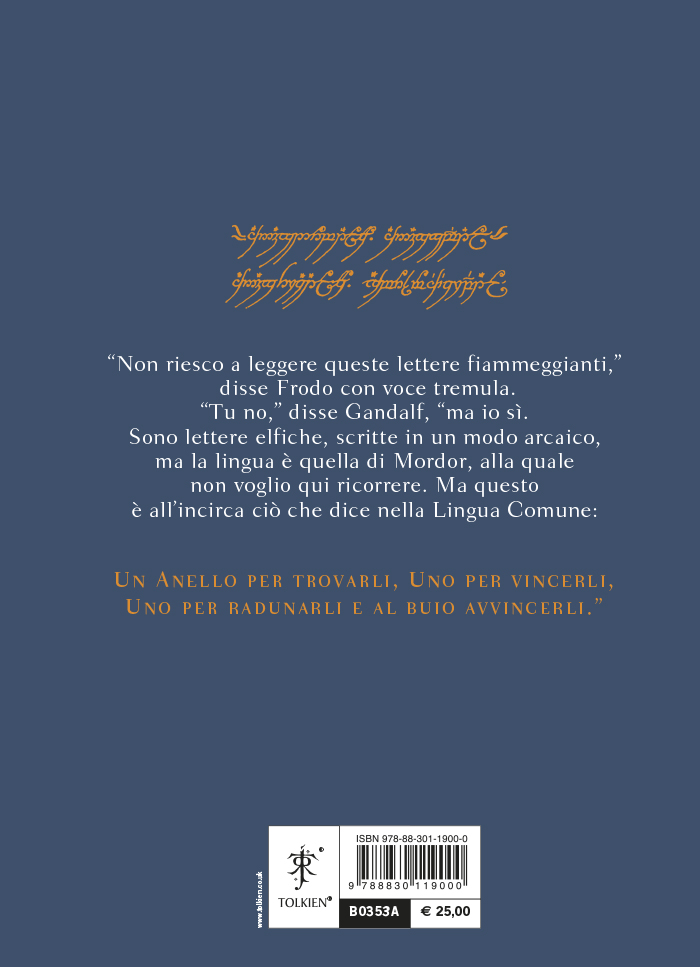 “Non riesco a leggere queste lettere fiammeggianti,”
disse Frodo con voce tremula.
“Tu no,” disse Gandalf, “ma io sì.
Sono lettere elfiche, scritte in un modo arcaico,
ma la lingua è quella di Mordor, alla quale
non voglio qui ricorrere. Ma questo
è all’incirca ciò che dice nella Lingua Comune:
Un Anello per trovarli, Uno per vincerli,
Uno per radunarli e al buio avvincerli.”
www.tolkien.co.uk
TOLKIEN®
ISBN 978-88-301-1900-0
9 788830 119000
B0353A
€ 25,00